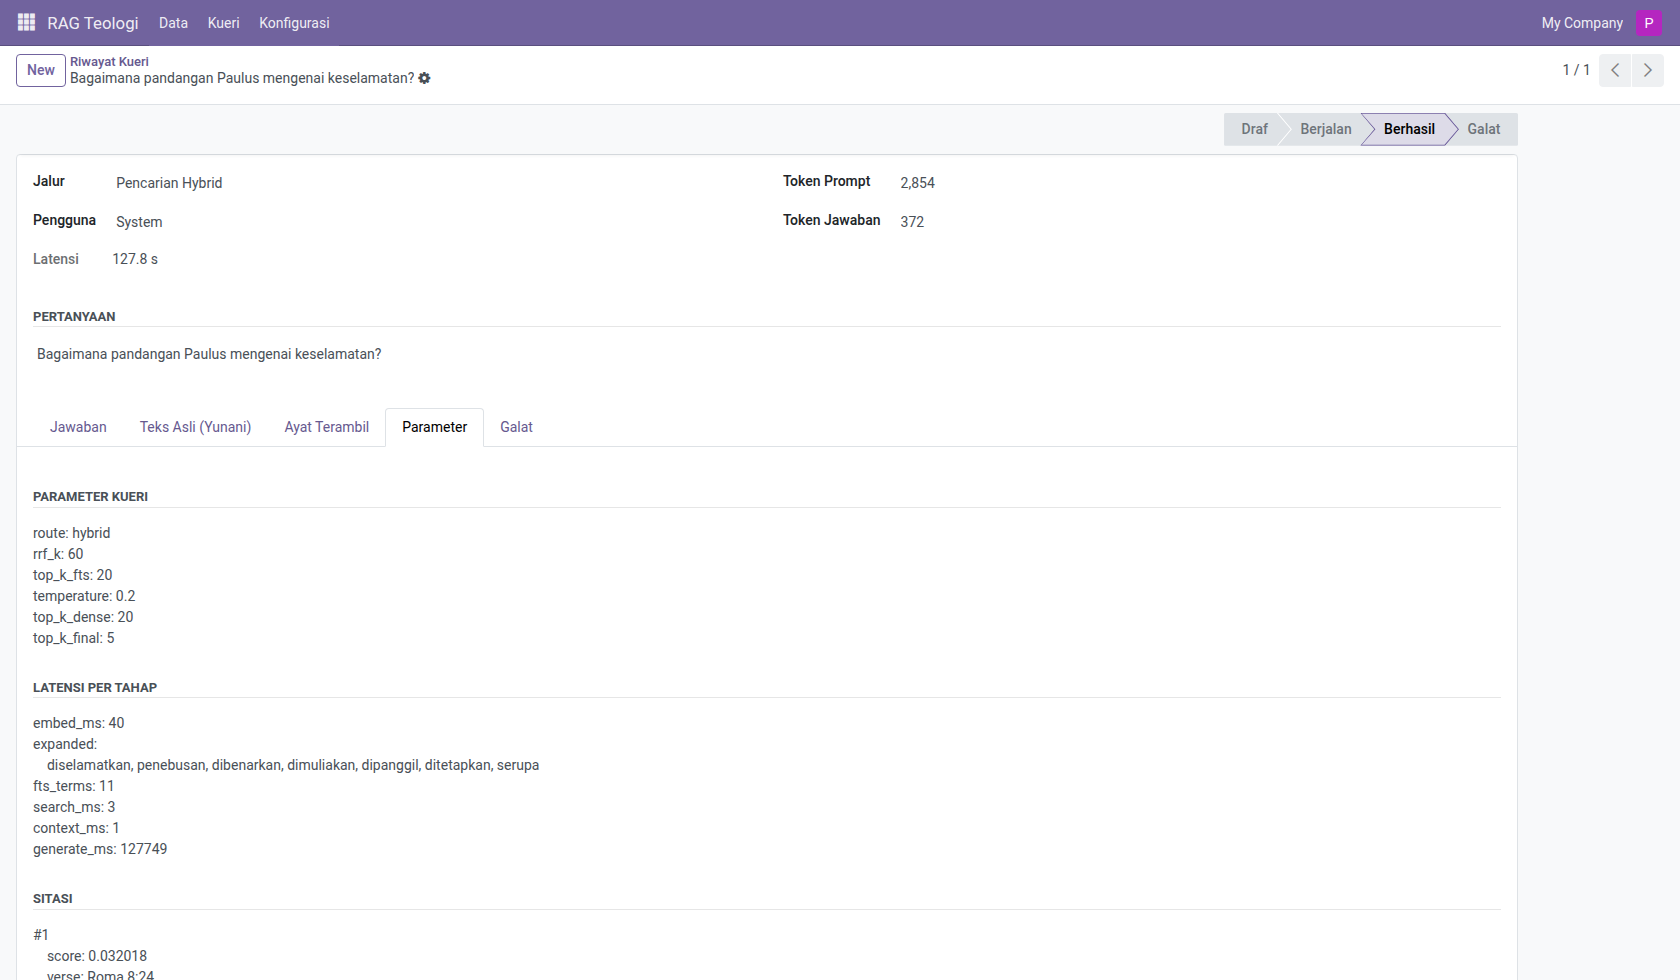 RAG Teologi Data Kueri Konfigurasi My Company P
New Riwayat Kueri
Bagaimana pandangan Paulus mengenai keselamatan? 1 / 1
Draf Berjalan Berhasil Galat
Jalur Pencarian Hybrid Token Prompt 2,854
Pengguna System Token Jawaban 372
Latensi 127.8 s
PERTANYAAN
Bagaimana pandangan Paulus mengenai keselamatan?
Jawaban Teks Asli (Yunani) Ayat Terambil Parameter Galat
PARAMETER KUERI
route: hybrid
rrf_k: 60
top_k_fts: 20
temperature: 0.2
top_k_dense: 20
top_k_final: 5
LATENSI PER TAHAP
embed_ms: 40
expanded:
diselamatkan, penebusan, dibenarkan, dimuliakan, dipanggil, ditetapkan, serupa
fts_terms: 11
search_ms: 3
context_ms: 1
generate_ms: 127749
SITASI
#1
score: 0.032018
verse: Roma 8:24